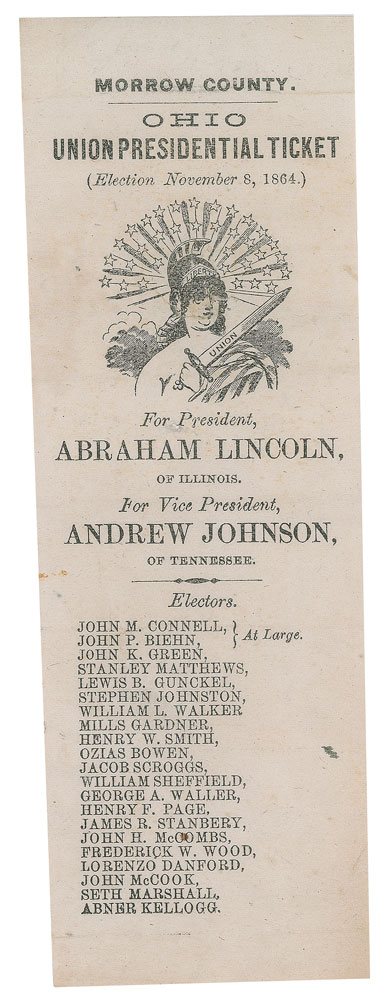 MORROW COUNTY.
OHIO
UNION PRESIDENTIAL TICKET
(Election November 8, 1864.)
LIBERTY
UNION
For President,
ABRAHAM LINCOLN,
OF ILLINOIS.
For Vice President,
ANDREW JOHNSON,
OF TENNESSEE.
Electors.
JOHN M. CONNELL,
JOHN P. BIEHN,
At Large.
JOHN K. GREEN,
STANLEY MATTHEWS,
LEWIS B. GUNCKEL,
STEPHEN JOHNSTON,
WILLIAM L. WALKER
MILLS GARDNER,
HENRY W. SMITH,
OZIAS BOWEN,
JACOB SCROGGS,
WILLIAM SHEFFIELD,
GEORGE A. WALLER,
HENRY F. PAGE,
JAMES R. STANBERY,
JOHN H. McCOMBS,
FREDERICK W. WOOD,
LORENZO DANFORD,
JOHN McCOOK,
SETH MARSHALL,
ABNER KELLOGG.